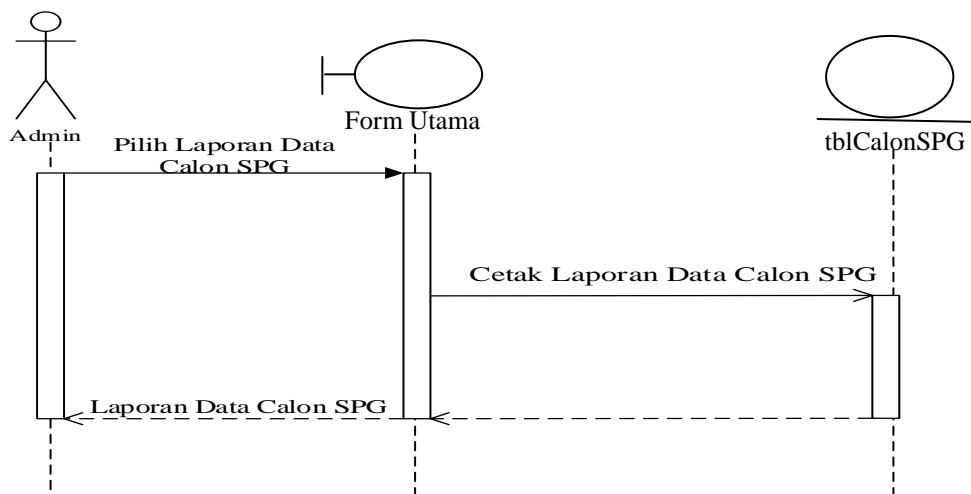 Admin
Form Utama
tblCalonSPG
Pilih Laporan Data
Calon SPG
Cetak Laporan Data Calon SPG
Laporan Data Calon SPG